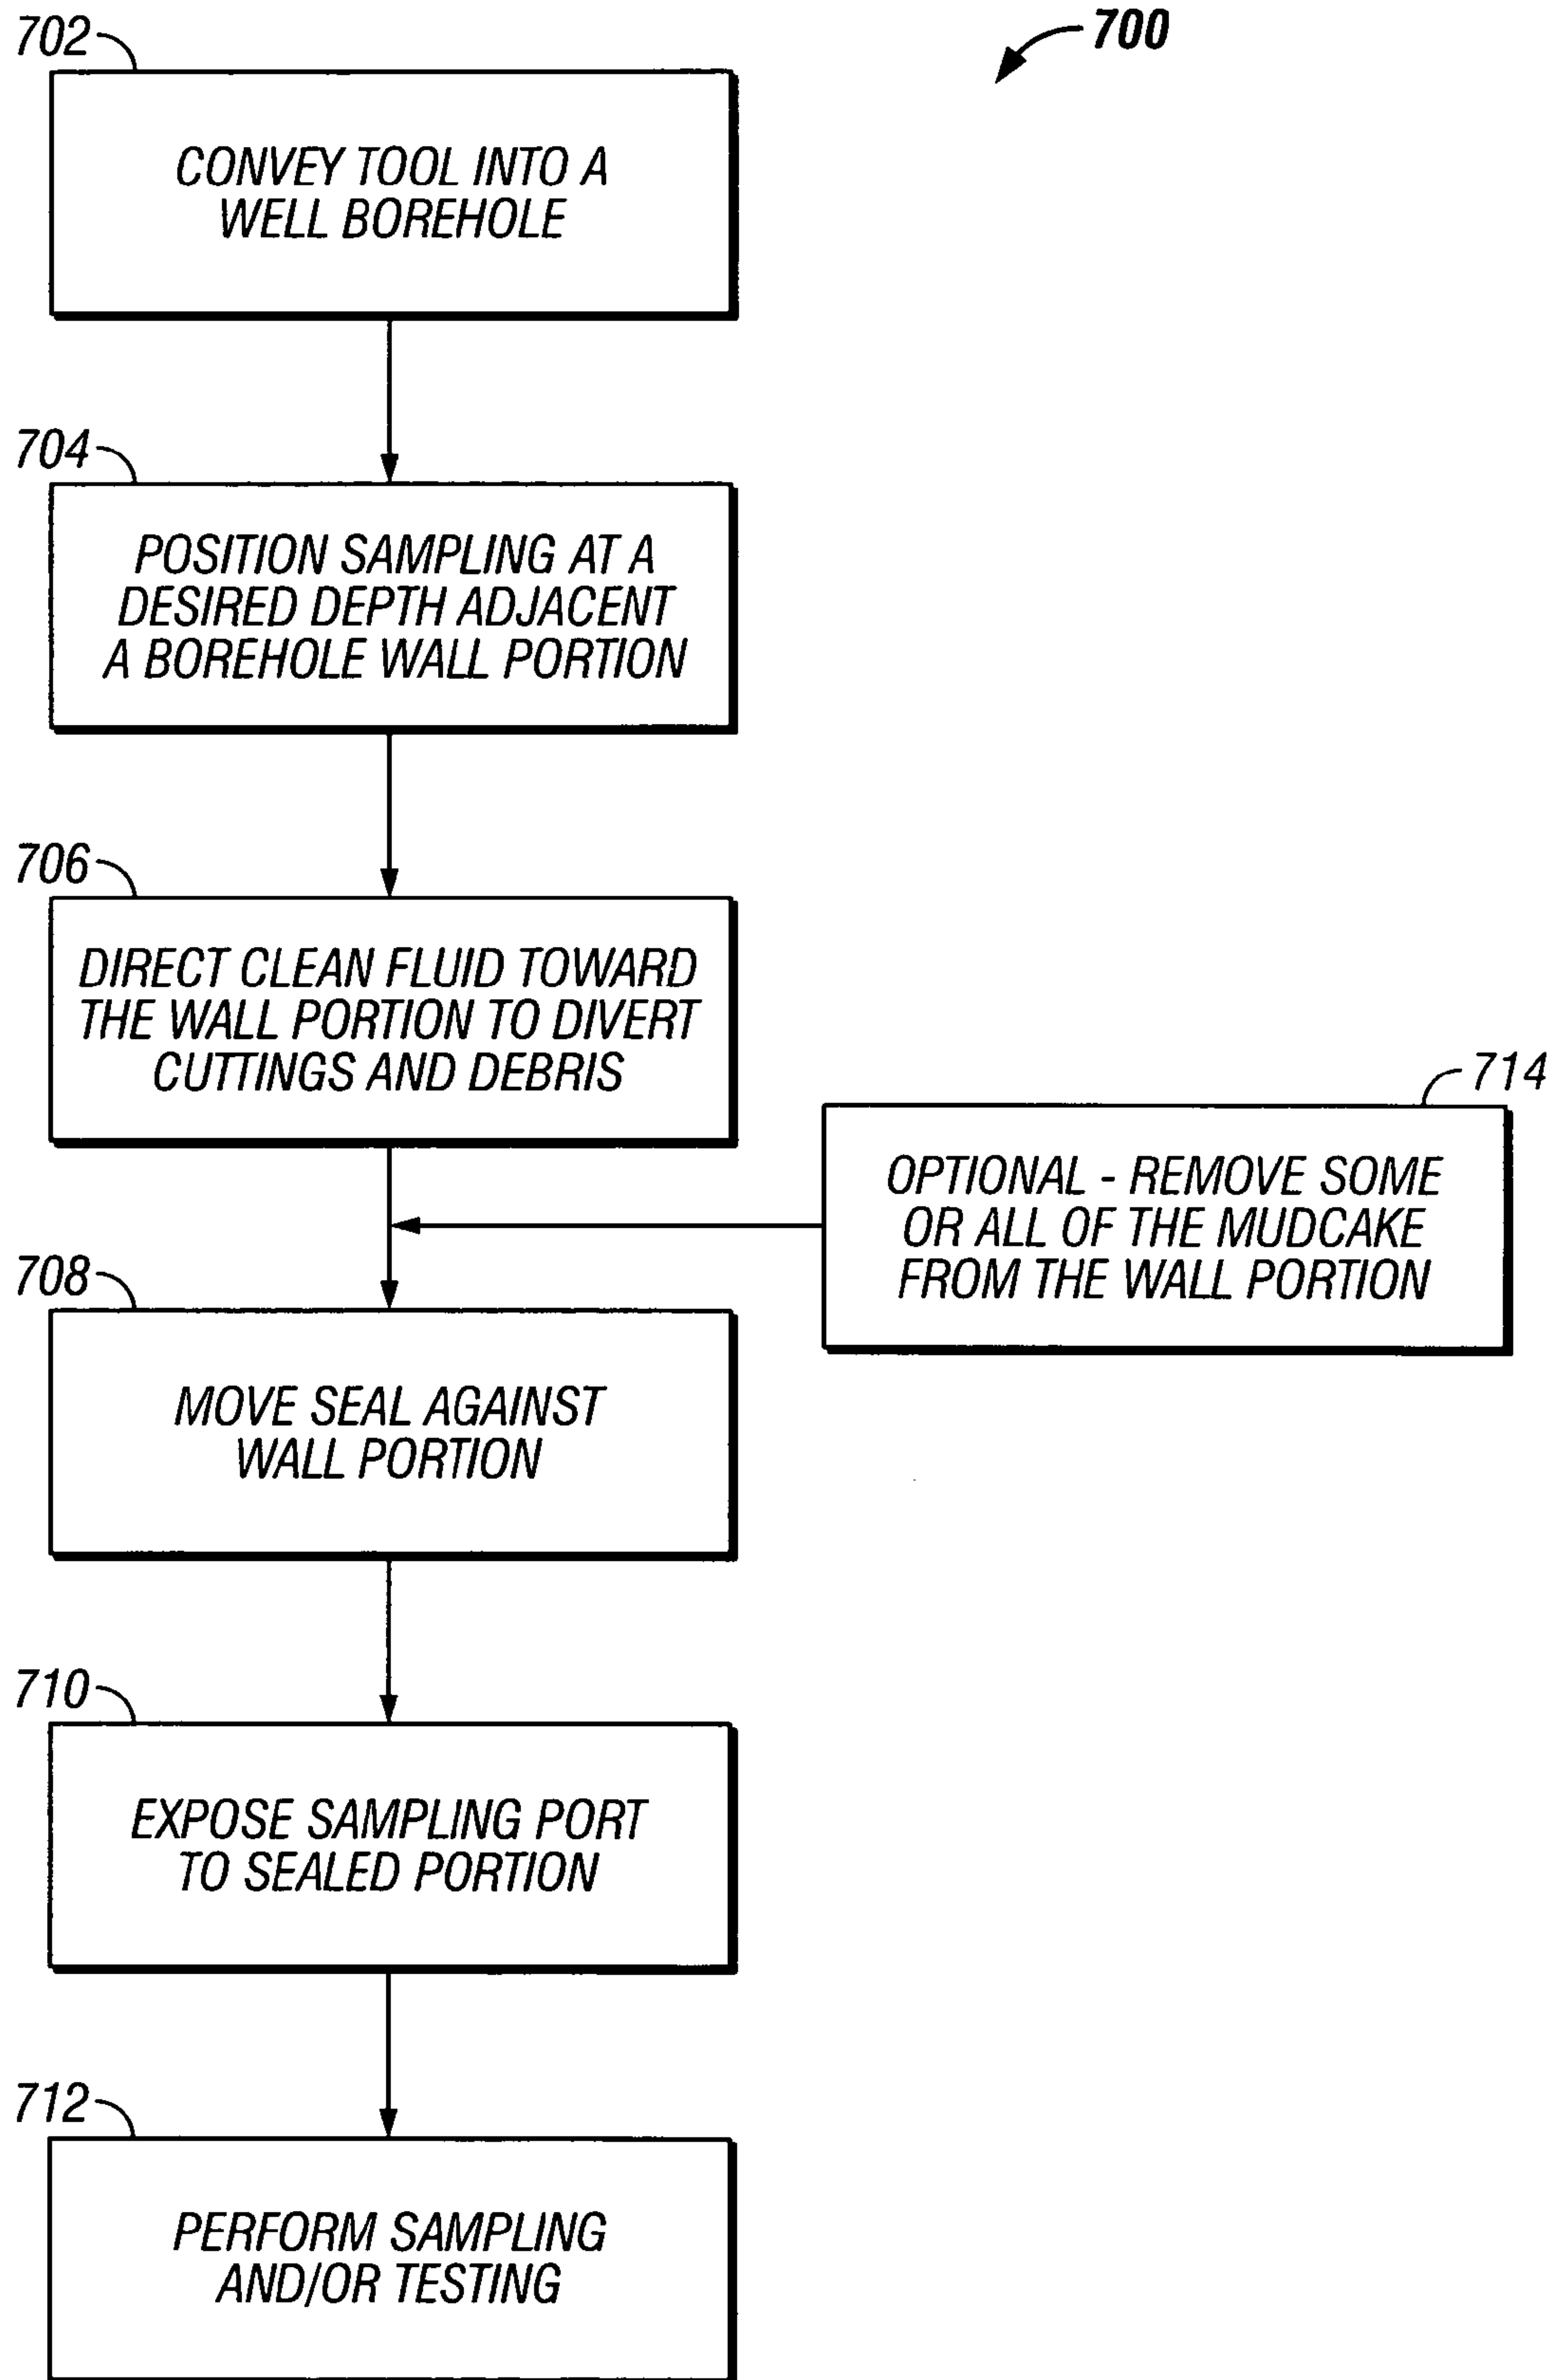 700
702
CONVEY TOOL INTO A
WELL BOREHOLE
704
POSITION SAMPLING AT A
DESIRED DEPTH ADJACENT
A BOREHOLE WALL PORTION
706
DIRECT CLEAN FLUID TOWARD
THE WALL PORTION TO DIVERT
CUTTINGS AND DEBRIS
714
OPTIONAL - REMOVE SOME
OR ALL OF THE MUDCAKE
FROM THE WALL PORTION
708
MOVE SEAL AGAINST
WALL PORTION
710
EXPOSE SAMPLING PORT
TO SEALED PORTION
712
PERFORM SAMPLING
AND/OR TESTING